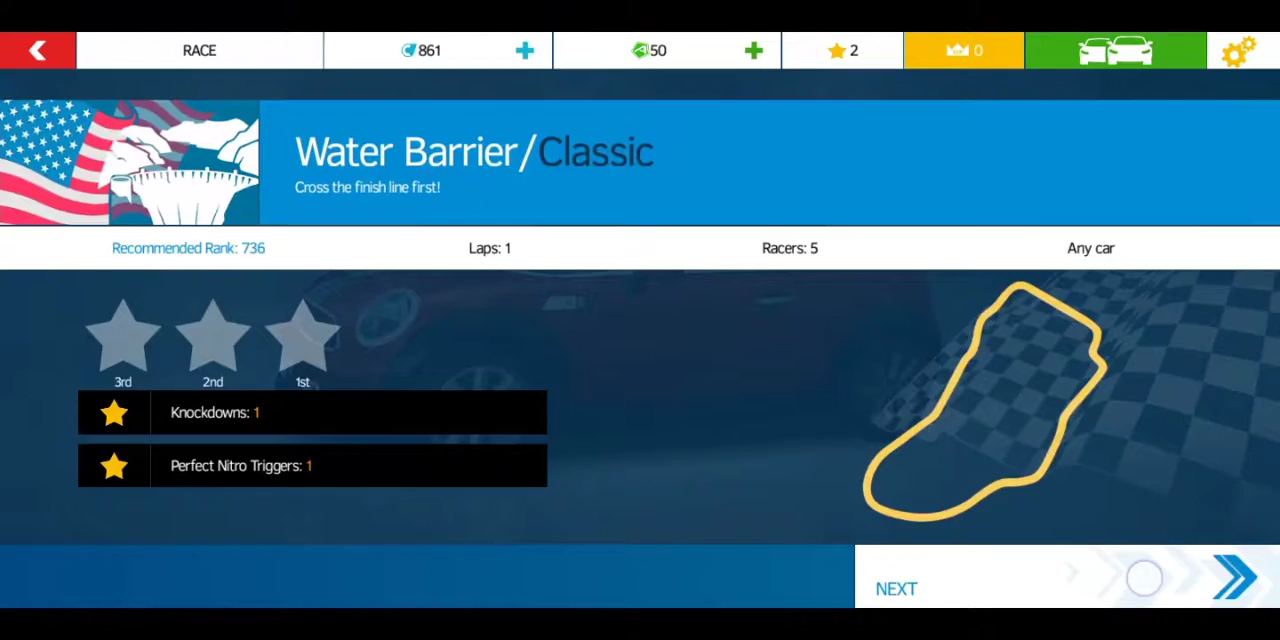 RACE
861
50
2
0
Water Barrier/Classic
Cross the finish line first!
Recommended Rank: 736
Laps: 1
Racers: 5
Any car
3rd
2nd
1st
Knockdowns: 1
Perfect Nitro Triggers: 1
NEXT